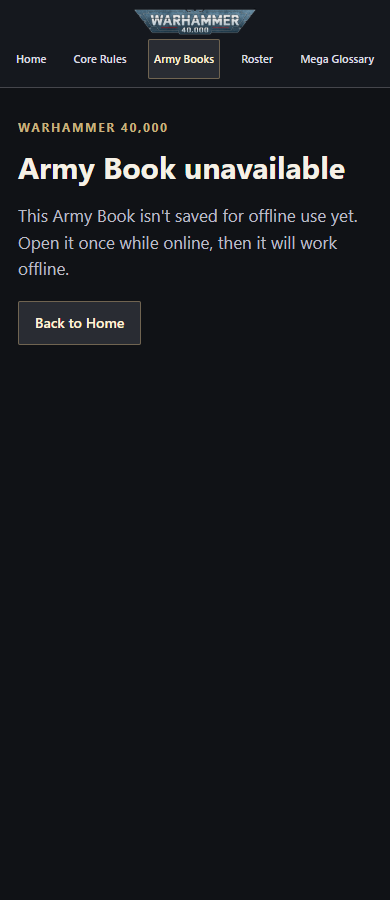 WARHAMMER
40,000
Home Core Rules Army Books Roster Mega Glossary
WARHAMMER 40,000
Army Book unavailable
This Army Book isn't saved for offline use yet.
Open it once while online, then it will work
offline.
Back to Home